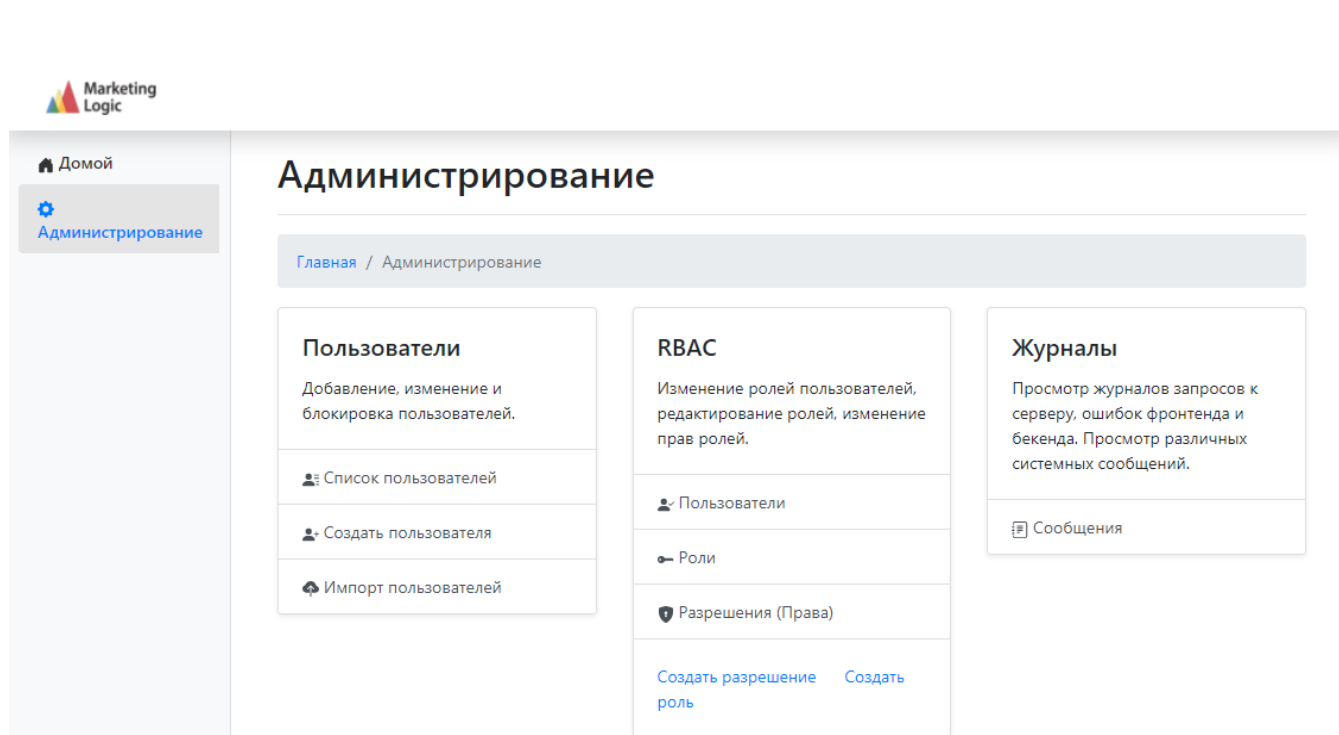 Marketing
Logic
Домой
Администрирование
Администрирование
Главная / Администрирование
Пользователи
Добавление, изменение и
блокировка пользователей.
Список пользователей
Создать пользователя
Импорт пользователей
RBAC
Изменение ролей пользователей,
редактирование ролей, изменение
прав ролей.
Пользователи
Роли
Разрешения (Права)
Создать разрешение Создать
роль
Журналы
Просмотр журналов запросов к
серверу, ошибок фронтенда и
бекенда. Просмотр различных
системных сообщений.
Сообщения